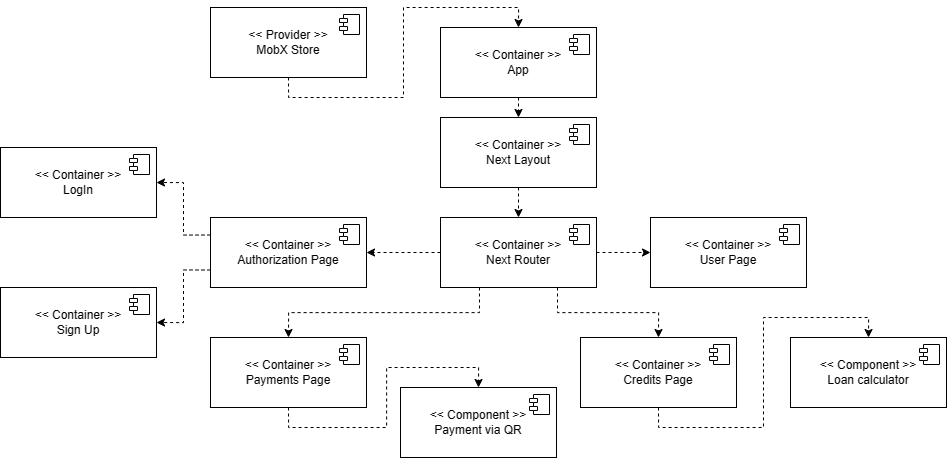 << Provider >>
MobX Store
<< Container >>
App
<< Container >>
Next Layout
<< Container >>
LogIn
<< Container >>
Authorization Page
<< Container >>
Next Router
<< Container >>
User Page
<< Container >>
Sign Up
<< Container >>
Payments Page
<< Component >>
Payment via QR
<< Container >>
Credits Page
<< Component >>
Loan calculator